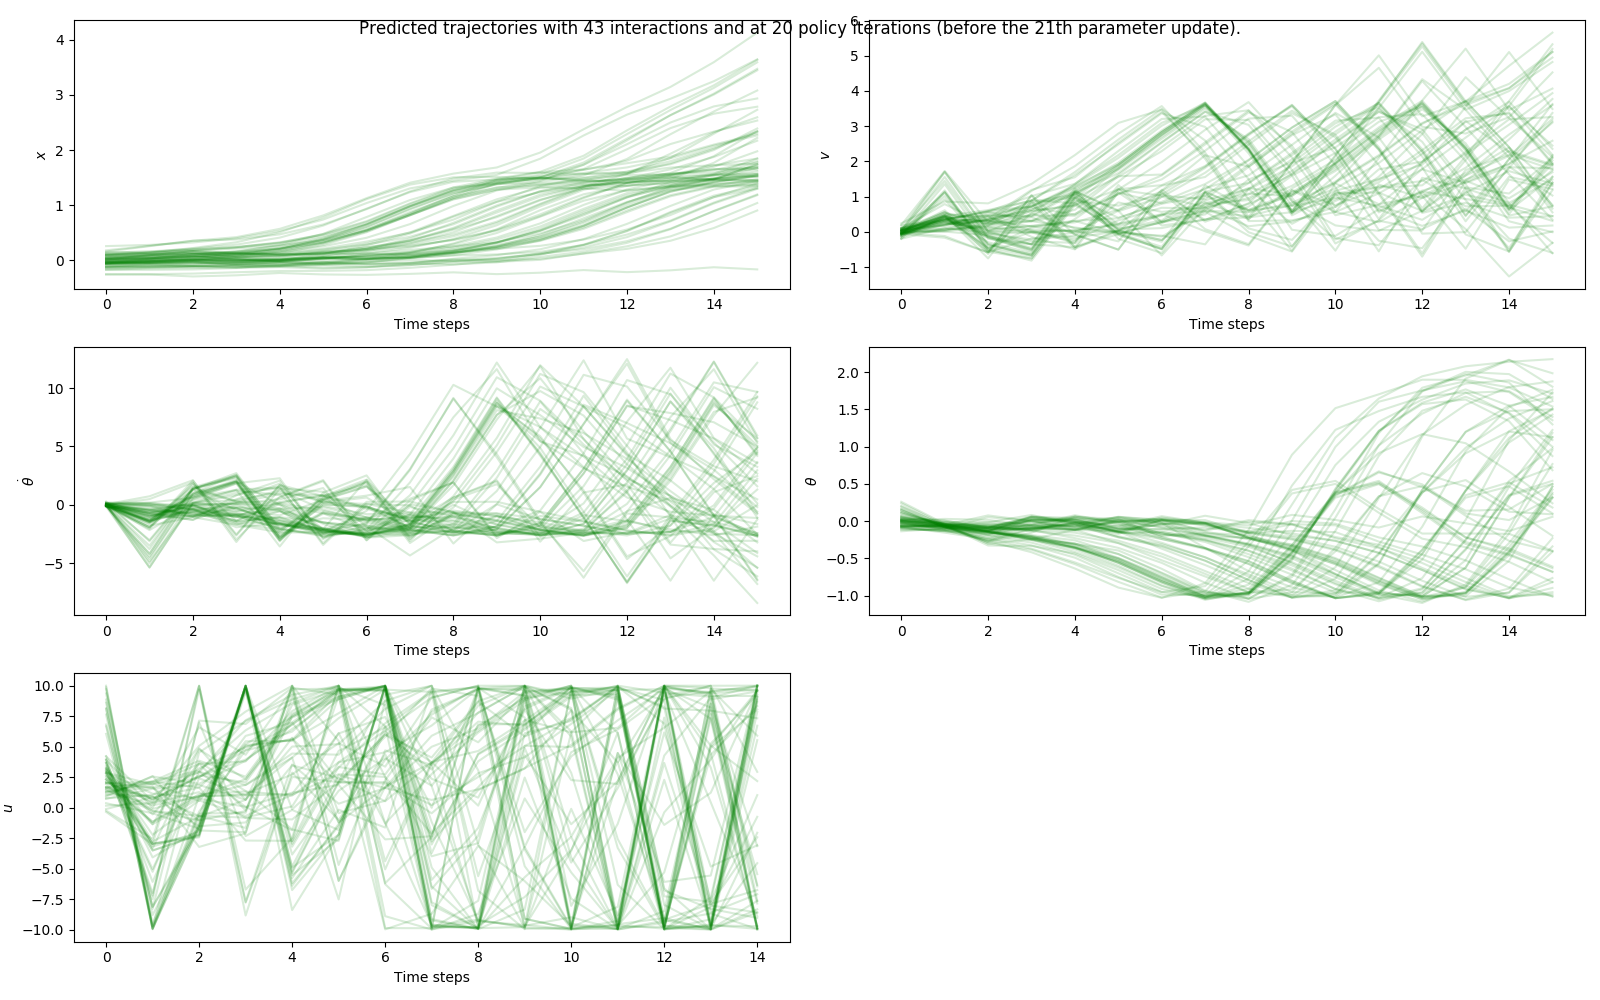 Predicted trajectories with 43 interactions and at 20 policy iterations (before the 21th parameter update).
4
3
2
1
0
x
0 2 4 6 8 10 12 14
Time steps
6
5
4
3
2
1
0
−1
v
0 2 4 6 8 10 12 14
Time steps
10
5
0
−5
θ̇
0 2 4 6 8 10 12 14
Time steps
2.0
1.5
1.0
0.5
0.0
−0.5
−1.0
θ
0 2 4 6 8 10 12 14
Time steps
10.0
7.5
5.0
2.5
0.0
−2.5
−5.0
−7.5
−10.0
u
0 2 4 6 8 10 12 14
Time steps